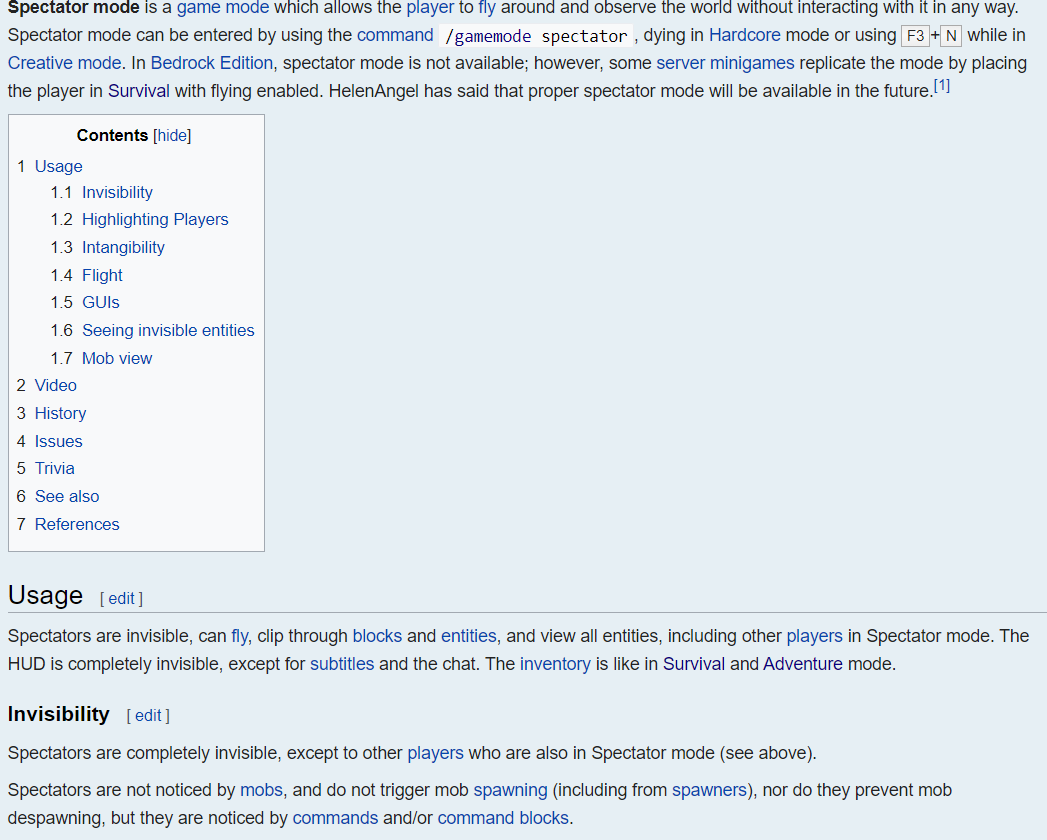 Spectator mode is a game mode which allows the player to fly around and observe the world without interacting with it in any way.
Spectator mode can be entered by using the command /gamemode spectator , dying in Hardcore mode or using F3+N while in
Creative mode. In Bedrock Edition, spectator mode is not available; however, some server minigames replicate the mode by placing
the player in Survival with flying enabled. HelenAngel has said that proper spectator mode will be available in the future.[1]
Contents [hide]
1 Usage
1.1 Invisibility
1.2 Highlighting Players
1.3 Intangibility
1.4 Flight
1.5 GUIs
1.6 Seeing invisible entities
1.7 Mob view
2 Video
3 History
4 Issues
5 Trivia
6 See also
7 References
Usage [ edit ]
Spectators are invisible, can fly, clip through blocks and entities, and view all entities, including other players in Spectator mode. The
HUD is completely invisible, except for subtitles and the chat. The inventory is like in Survival and Adventure mode.
Invisibility [ edit ]
Spectators are completely invisible, except to other players who are also in Spectator mode (see above).
Spectators are not noticed by mobs, and do not trigger mob spawning (including from spawners), nor do they prevent mob
despawning, but they are noticed by commands and/or command blocks.